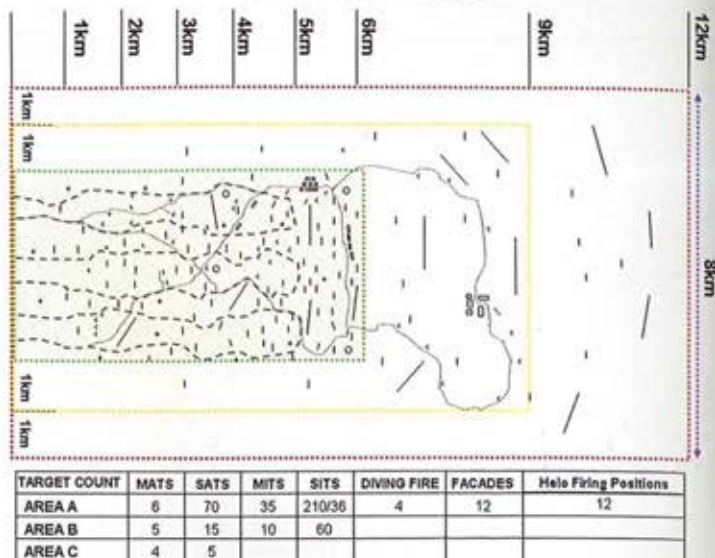 1km
2km
3km
4km
5km
6km
9km
12km
1km
1km
8km
1km
1km
TARGET COUNT MATS SATS MITS SITS DIVING FIRE FACADES Helo Firing Positions
AREA A 6 70 35 210/36 4 12 12
AREA B 5 15 10 60
AREA C 4 5